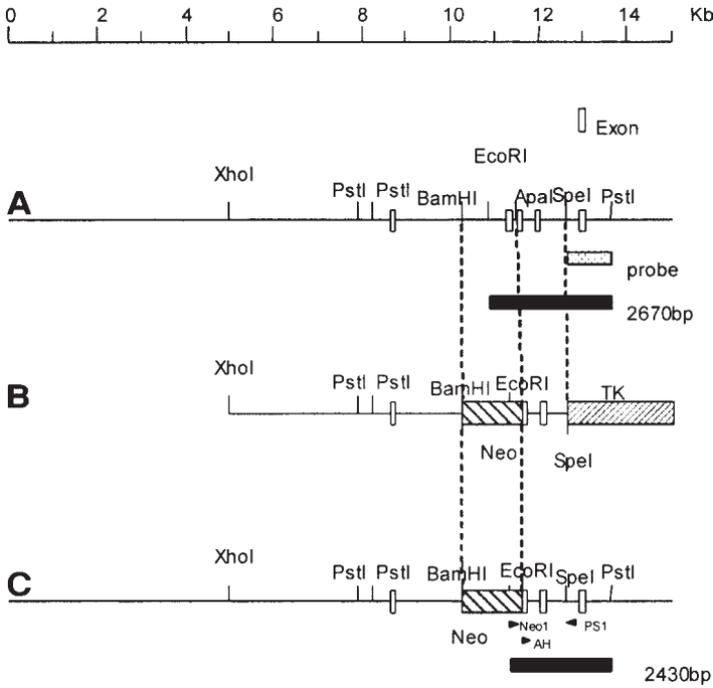 0 2 4 6 8 10 12 14 Kb
Exon
EcoRI
XhoI
PstI PstI BamHI ApaI SpeI PstI
A
probe
2670bp
XhoI
PstI PstI BamHI EcoRI TK
B
Neo SpeI
XhoI
PstI PstI BamHI EcoRI SpeI PstI
C
Neo Neo1 PS1
AH
2430bp